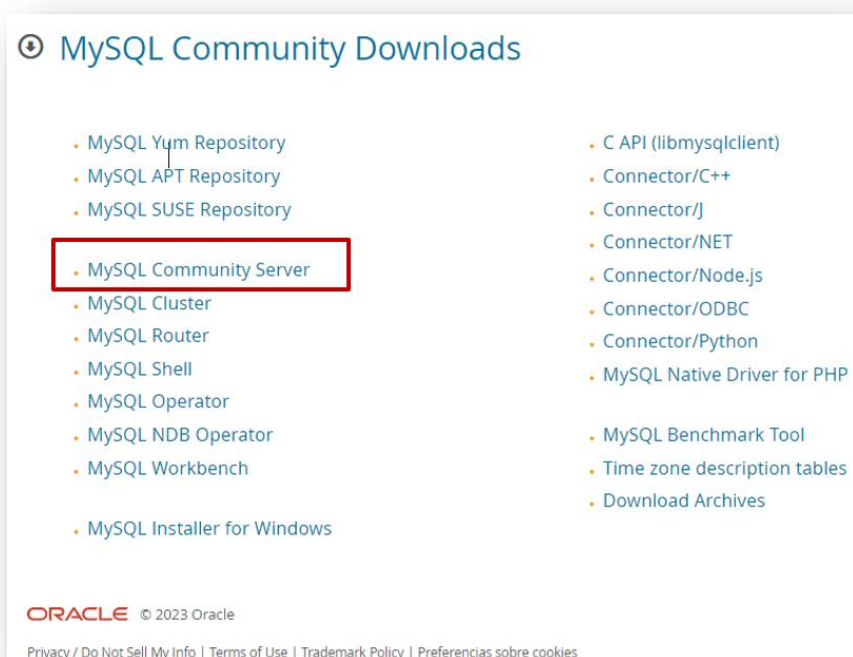 MySQL Community Downloads
MySQL Yum Repository
MySQL APT Repository
MySQL SUSE Repository
MySQL Community Server
MySQL Cluster
MySQL Router
MySQL Shell
MySQL Operator
MySQL NDB Operator
MySQL Workbench
MySQL Installer for Windows
C API (libmysqlclient)
Connector/C++
Connector/J
Connector/NET
Connector/Node.js
Connector/ODBC
Connector/Python
MySQL Native Driver for PHP
MySQL Benchmark Tool
Time zone description tables
Download Archives
ORACLE © 2023 Oracle
Privacy / Do Not Sell My Info | Terms of Use | Trademark Policy | Preferencias sobre cookies